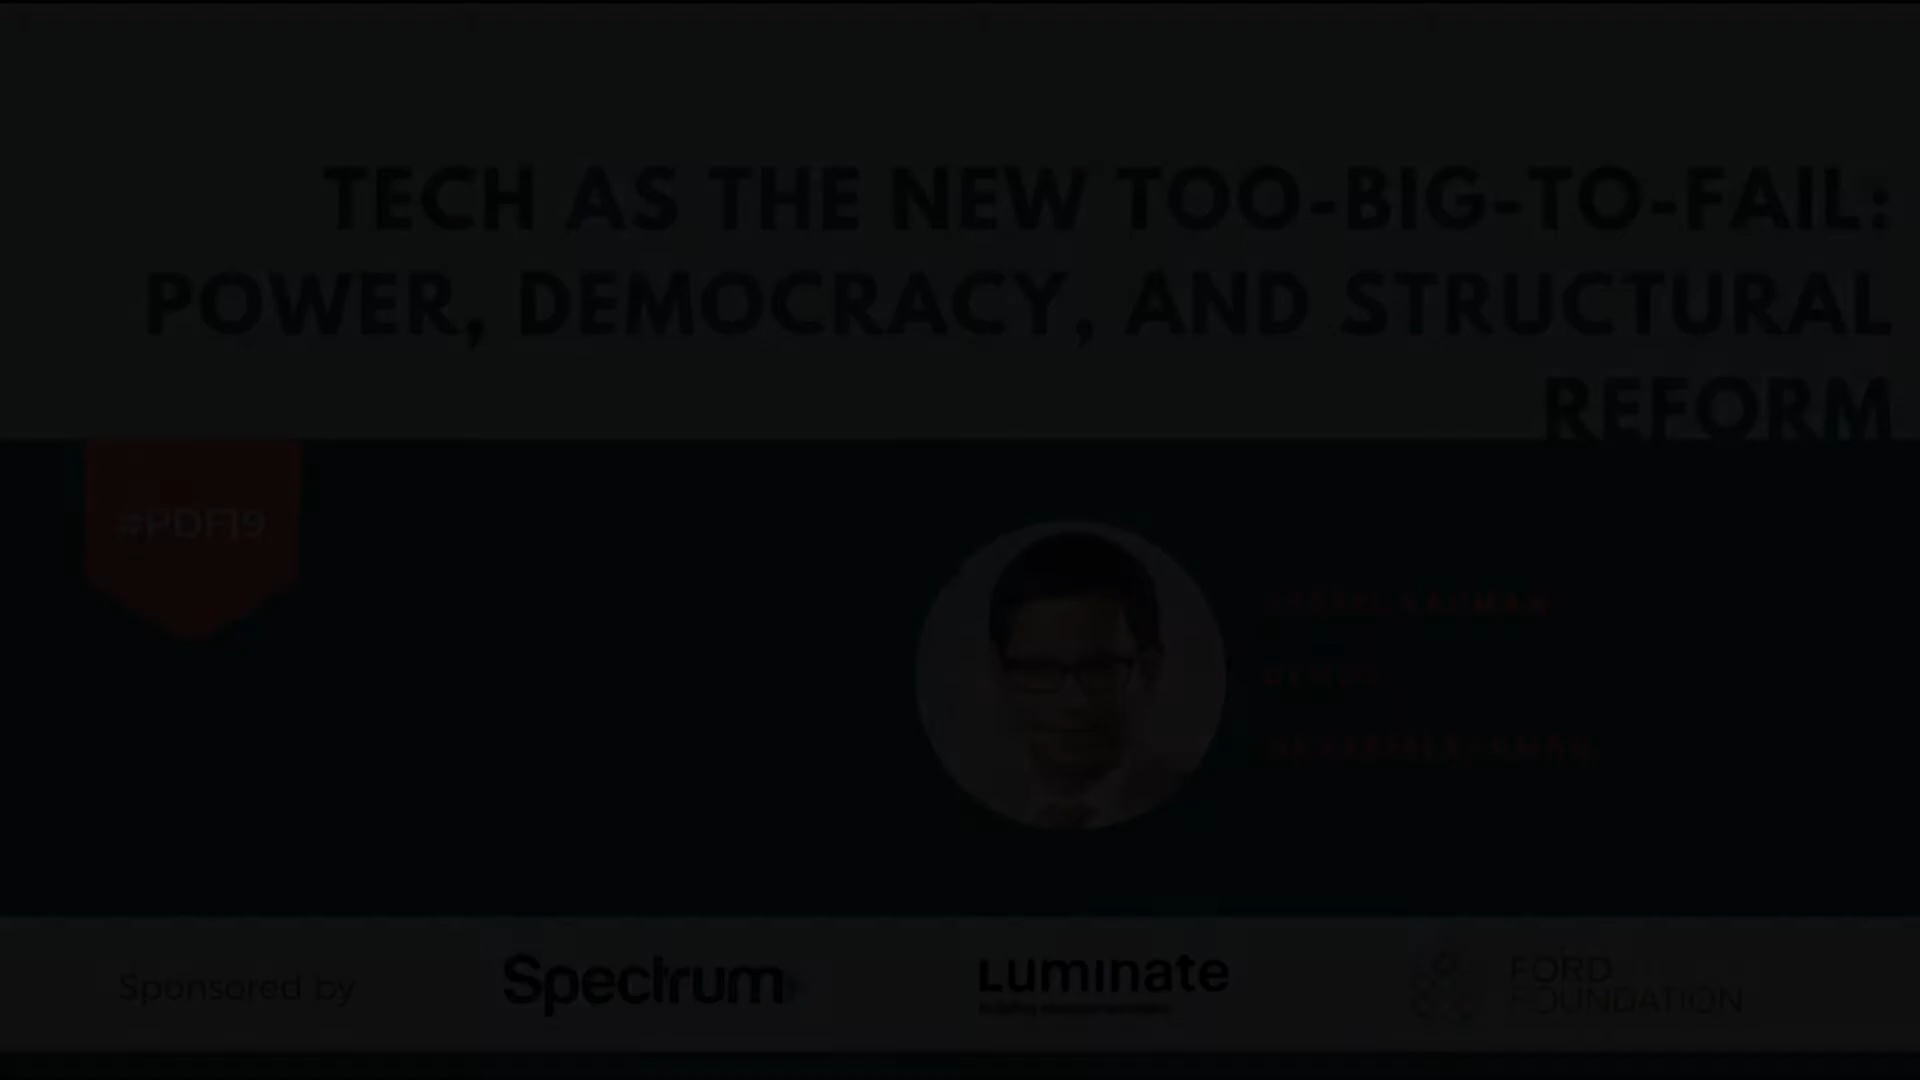 TECH AS THE NEW TOO-BIG-TO-FAIL:
POWER, DEMOCRACY, AND STRUCTURAL
REFORM
#PDF19
Sponsored by
Spectrum
Luminate
FORD
FOUNDATION